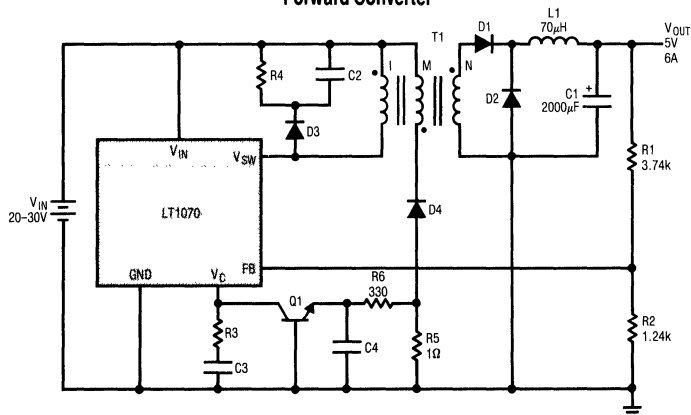 Forward Converter
L1
70μH
VOUT
5V
6A
T1
D1
I
M
N
R4
C2
D2
C1
2000μF
+
D3
R1
3.74k
VIN
VSW
VIN
20–30V
LT1070
D4
GND
VC
FB
R6
330
Q1
R3
C4
R5
1Ω
R2
1.24k
C3